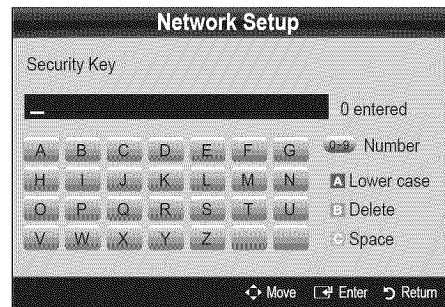 Network Setup
Security Key
_ 0 entered
A B C D E F G 0~9 Number
H I J K L M N A Lower case
O P Q R S T U B Delete
V W X Y Z C Space
Move Enter Return